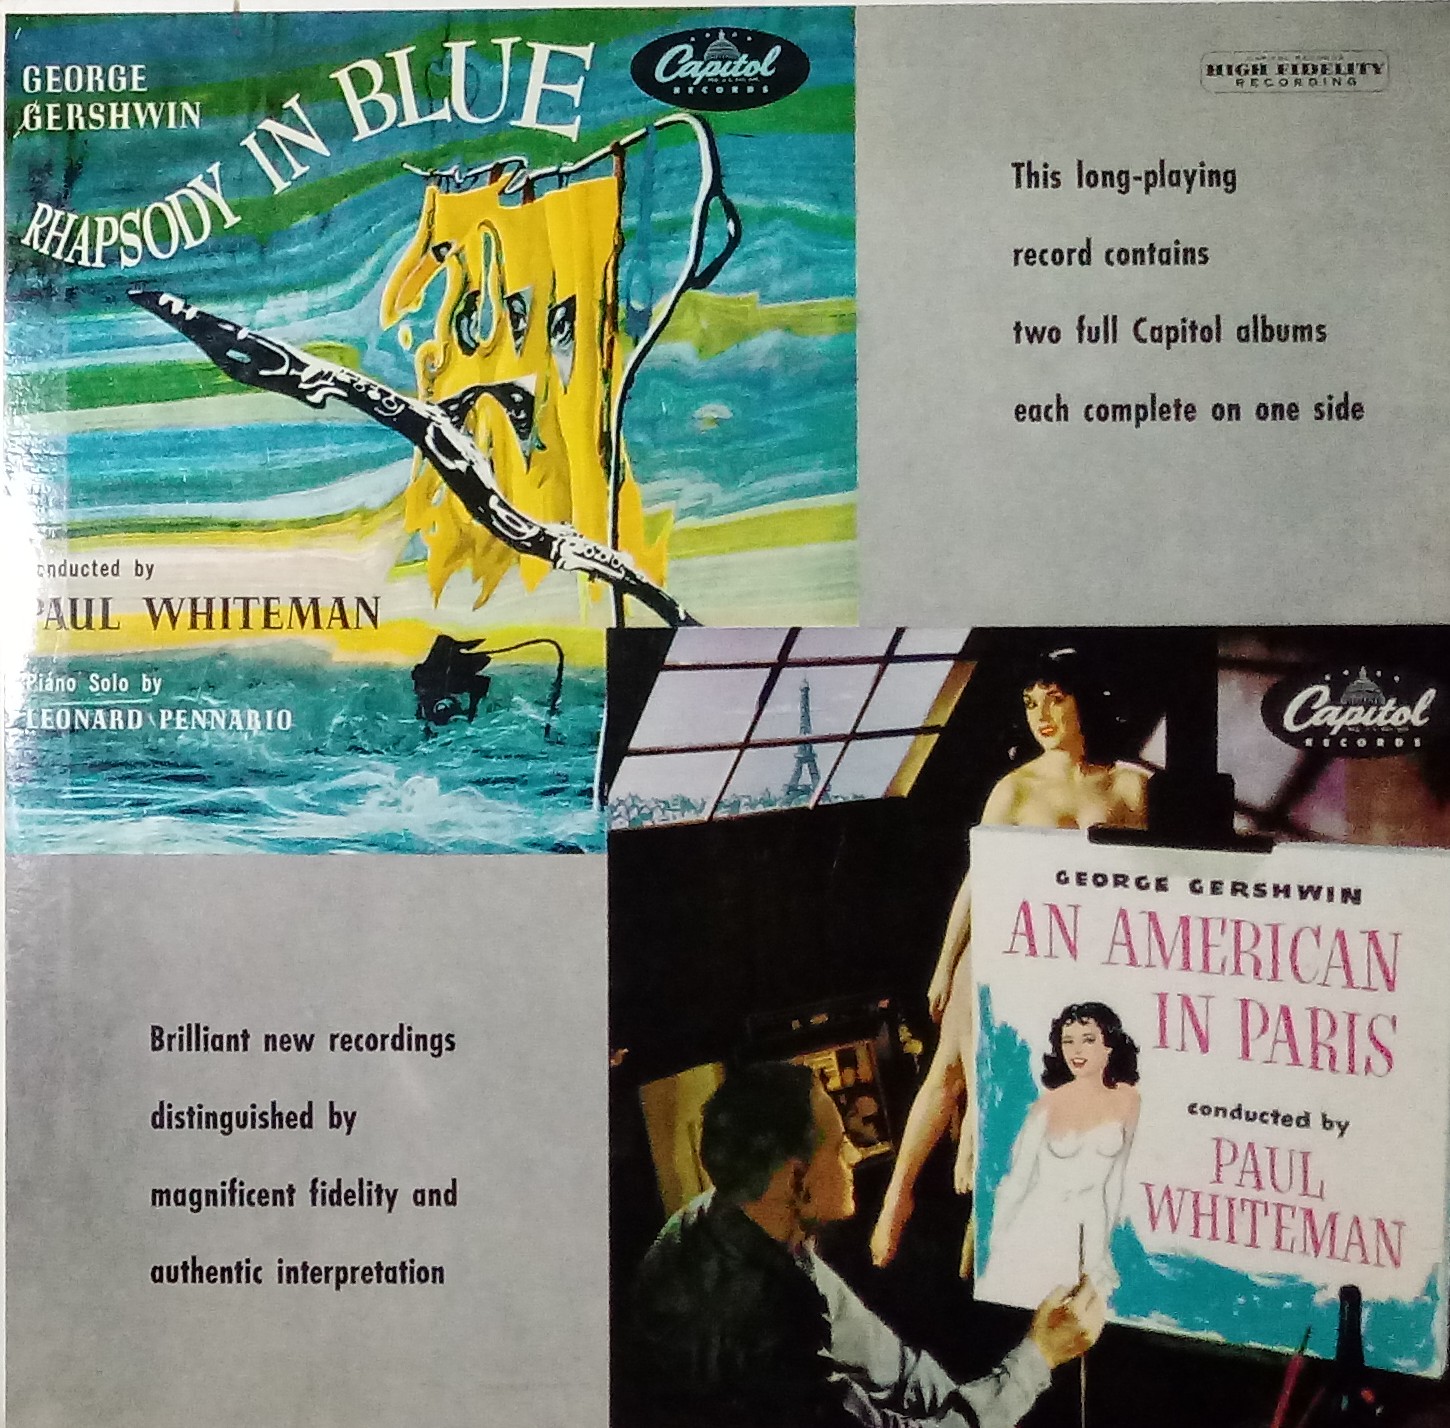 GEORGE
GERSHWIN
RHAPSODY IN BLUE
Capitol
RECORDS
HIGH FIDELITY
RECORDING
This long-playing
record contains
two full Capitol albums
each complete on one side
conducted by
PAUL WHITEMAN
Piano Solo by
LEONARD PENNARIO
Capitol
RECORDS
GEORGE GERSHWIN
AN AMERICAN
IN PARIS
conducted by
PAUL
WHITEMAN
Brilliant new recordings
distinguished by
magnificent fidelity and
authentic interpretation